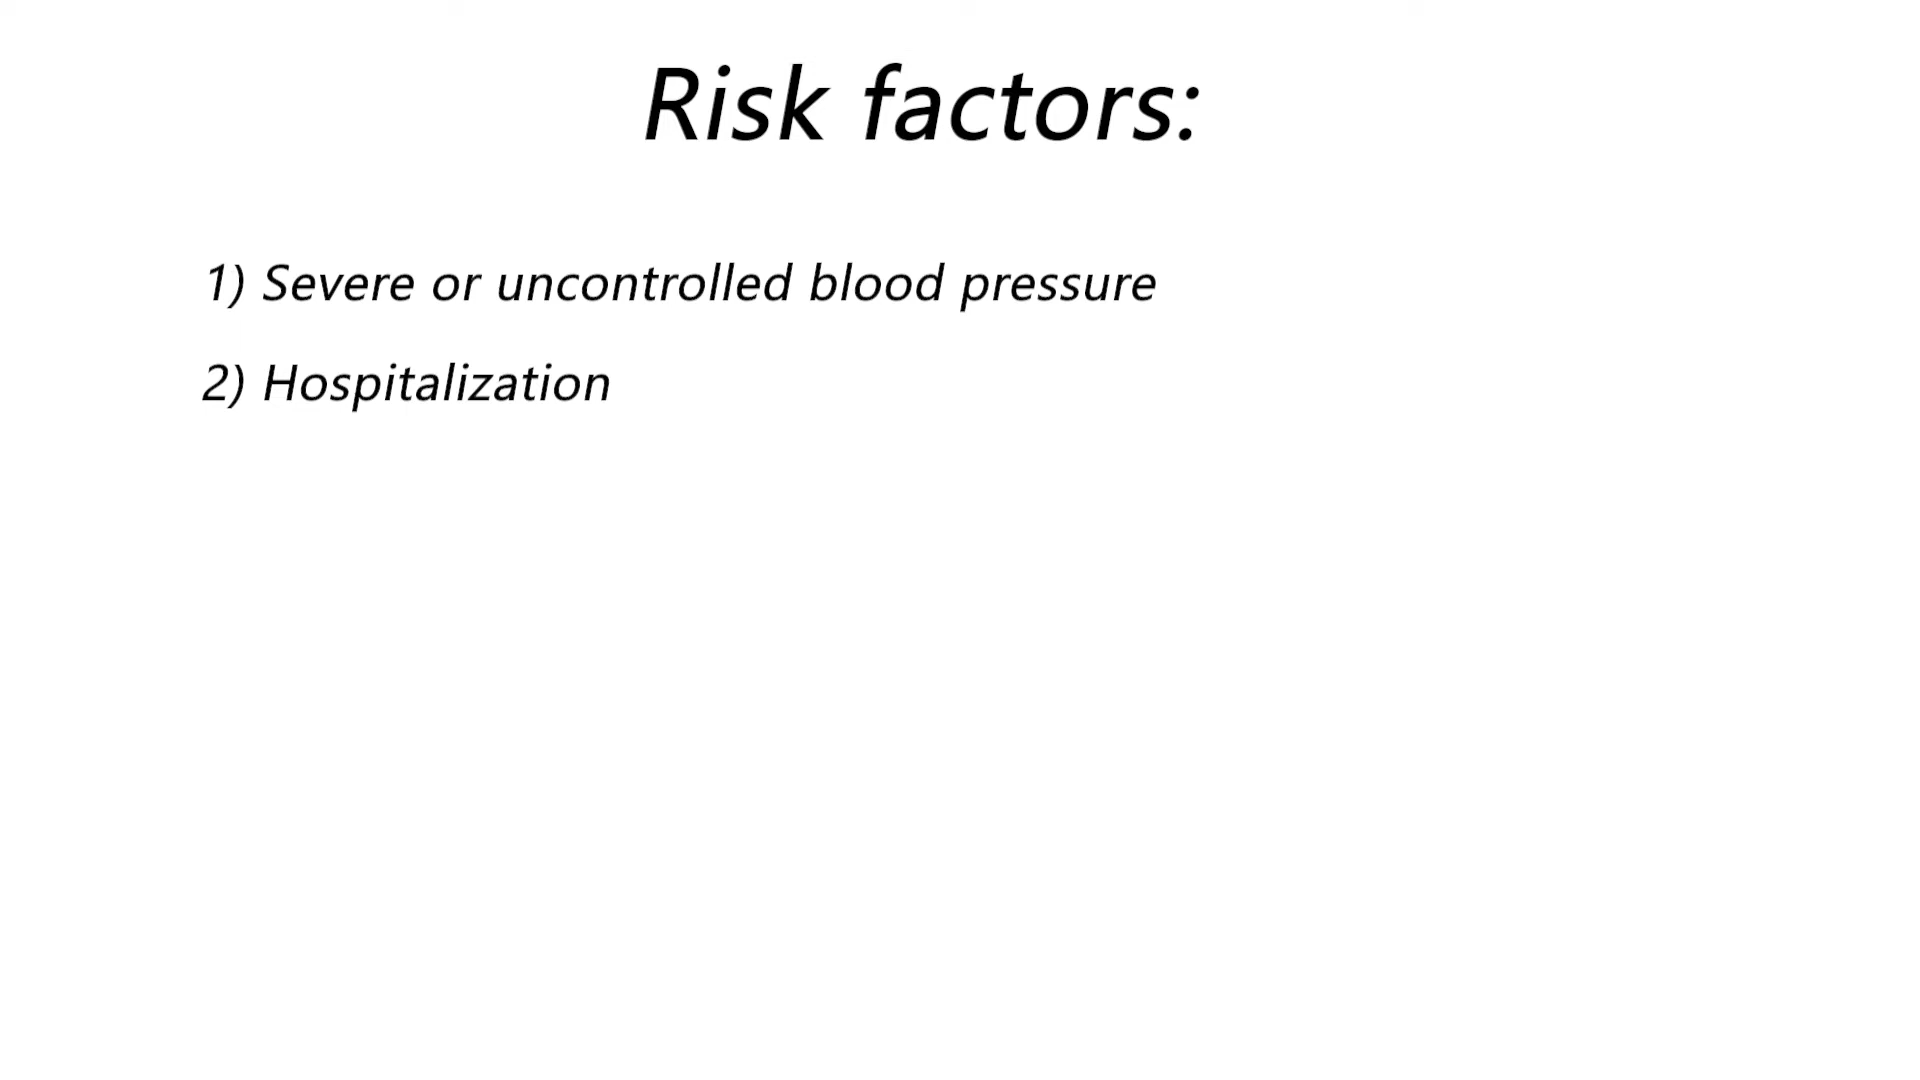 Risk factors:
1) Severe or uncontrolled blood pressure
2) Hospitalization